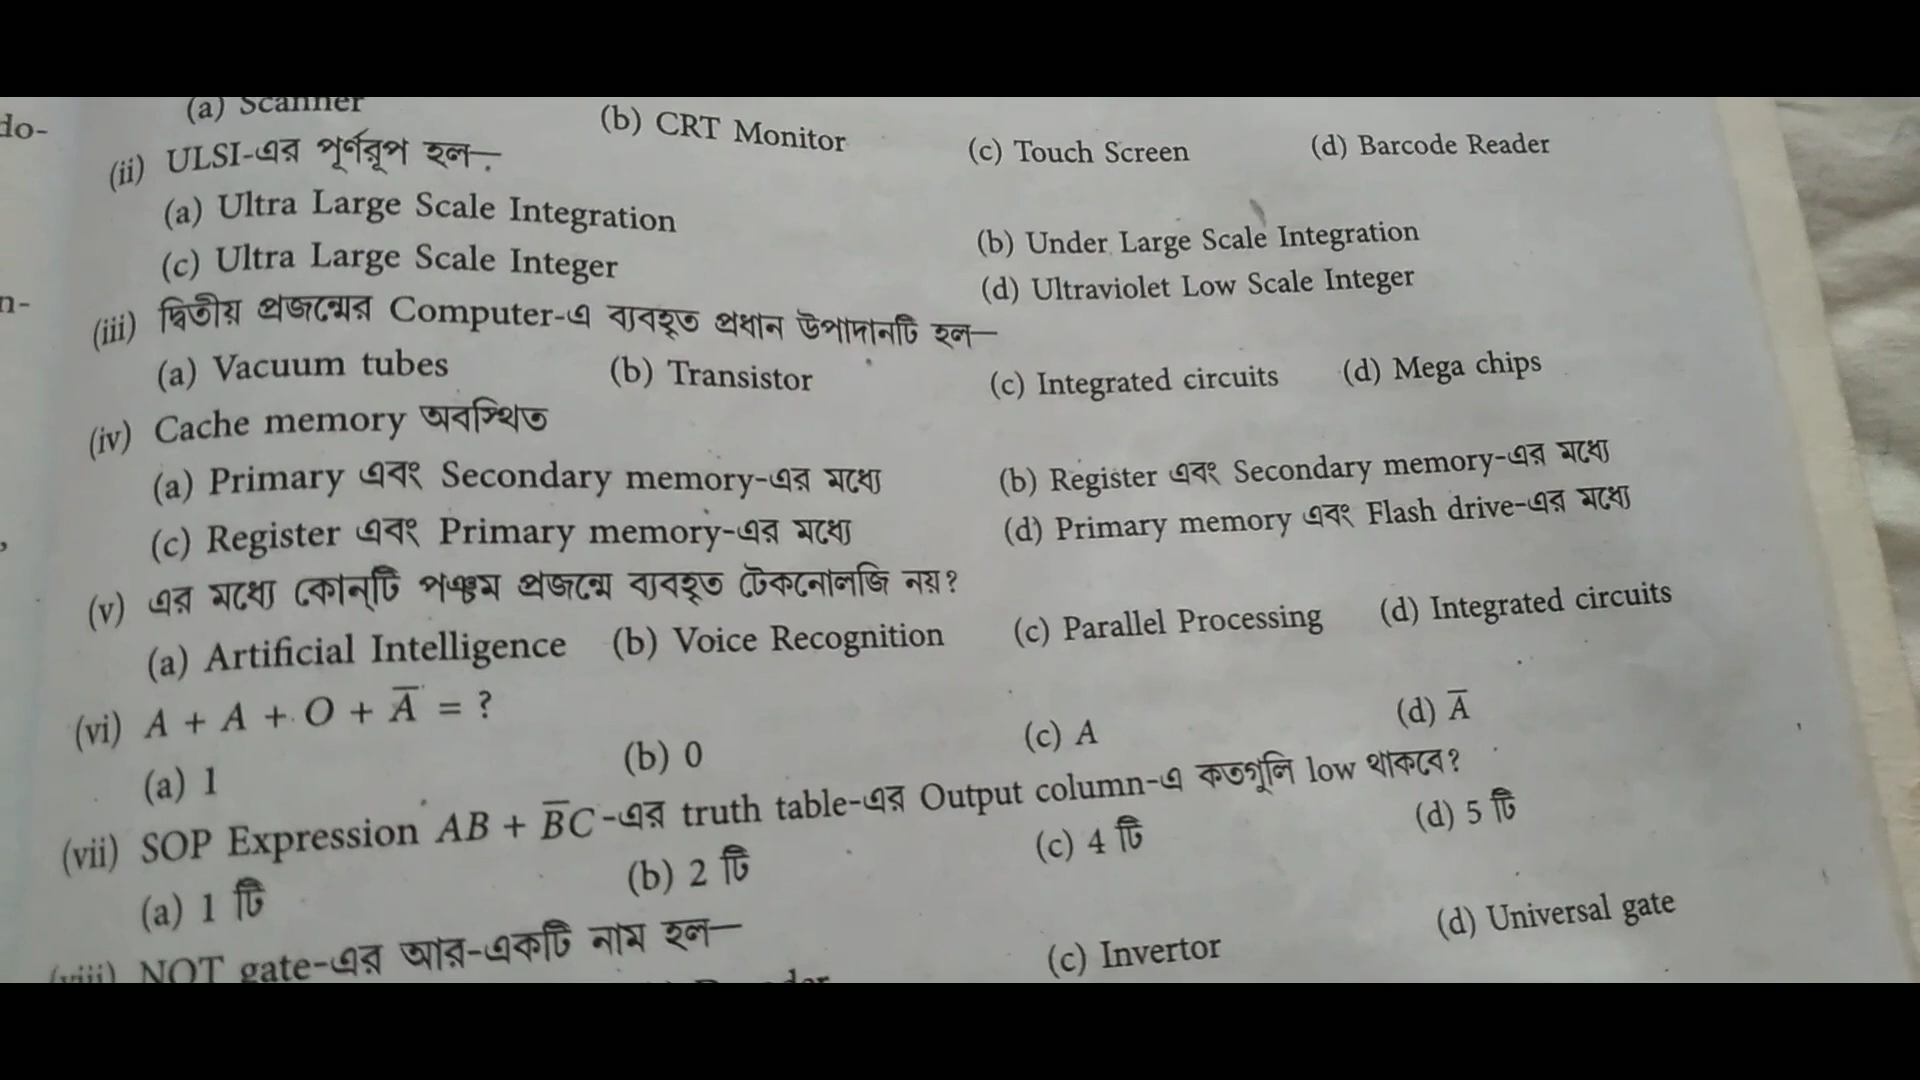 do-
(a) Scanner (b) CRT Monitor (c) Touch Screen (d) Barcode Reader
(ii) ULSI-এর পূর্ণরূপ হল—
(a) Ultra Large Scale Integration (b) Under Large Scale Integration
(c) Ultra Large Scale Integer (d) Ultraviolet Low Scale Integer
n-
(iii) দ্বিতীয় প্রজন্মের Computer-এ ব্যবহৃত প্রধান উপাদানটি হল—
(a) Vacuum tubes (b) Transistor (c) Integrated circuits (d) Mega chips
(iv) Cache memory অবস্থিত
(a) Primary এবং Secondary memory-এর মধ্যে (b) Register এবং Secondary memory-এর মধ্যে
(c) Register এবং Primary memory-এর মধ্যে (d) Primary memory এবং Flash drive-এর মধ্যে
,
(v) এর মধ্যে কোন্‌টি পঞ্চম প্রজন্মে ব্যবহৃত টেকনোলজি নয়?
(a) Artificial Intelligence (b) Voice Recognition (c) Parallel Processing (d) Integrated circuits
(vi) A + A + O + A̅ = ?
(a) 1 (b) 0 (c) A (d) A̅
(vii) SOP Expression AB + B̅C-এর truth table-এর Output column-এ কতগুলি low থাকবে?
(a) 1 টি (b) 2 টি (c) 4 টি (d) 5 টি
(viii) NOT gate-এর আর-একটি নাম হল—
(c) Invertor (d) Universal gate